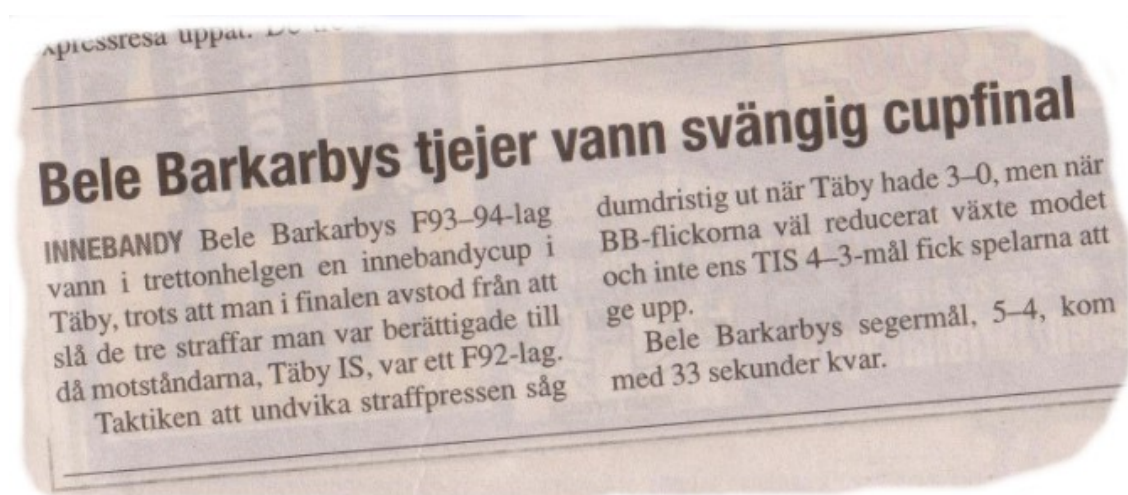 xpressresa uppåt. De
Bele Barkarbys tjejer vann svängig cupfinal
INNEBANDY Bele Barkarbys F93–94-lag
vann i trettonhelgen en innebandycup i
Täby, trots att man i finalen avstod från att
slå de tre straffar man var berättigade till
då motståndarna, Täby IS, var ett F92-lag.
Taktiken att undvika straffpressen såg
dumdristig ut när Täby hade 3–0, men när
BB-flickorna väl reducerat växte modet
och inte ens TIS 4–3-mål fick spelarna att
ge upp.
Bele Barkarbys segermål, 5–4, kom
med 33 sekunder kvar.